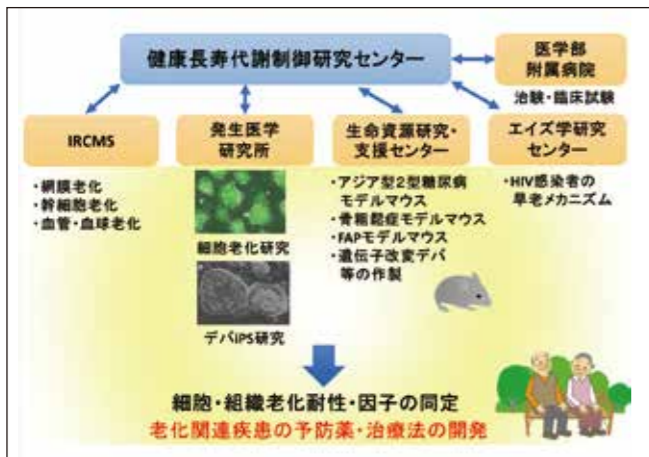 健康長寿代謝制御研究センター
医学部
附属病院
治験・臨床試験
IRCMS
・網膜老化
・幹細胞老化
・血管・血球老化
発生医学
研究所
細胞老化研究
デバiPS研究
生命資源研究・
支援センター
・アジア型2型糖尿病
モデルマウス
・骨粗鬆症モデルマウス
・FAPモデルマウス
・遺伝子改変デバ
等の作製
エイズ学研究
センター
・HIV感染者の
早老メカニズム
細胞・組織老化耐性・因子の同定
老化関連疾患の予防薬・治療法の開発